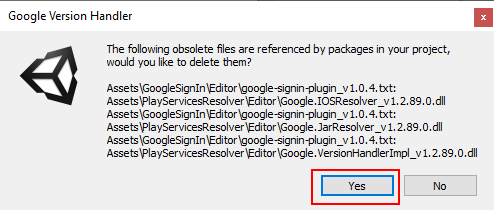 Google Version Handler
x
The following obsolete files are referenced by packages in your project,
would you like to delete them?
Assets\GoogleSignIn\Editor\google-signin-plugin_v1.0.4.txt:
Assets\PlayServicesResolver\Editor\Google.IOSResolver_v1.2.89.0.dll
Assets\GoogleSignIn\Editor\google-signin-plugin_v1.0.4.txt:
Assets\PlayServicesResolver\Editor\Google.JarResolver_v1.2.89.0.dll
Assets\GoogleSignIn\Editor\google-signin-plugin_v1.0.4.txt:
Assets\PlayServicesResolver\Editor\Google.VersionHandlerImpl_v1.2.89.0.dll
Yes
No